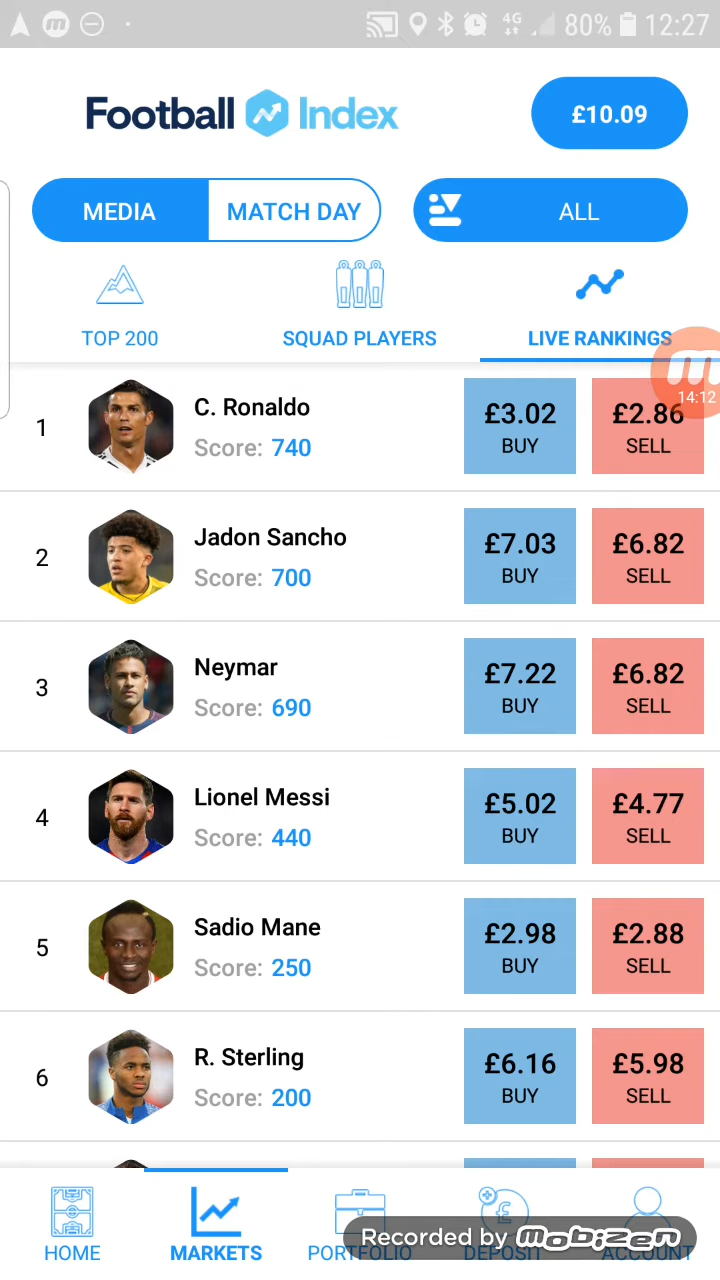 4G 80% 12:27
Football Index £10.09
MEDIA MATCH DAY ALL
TOP 200 SQUAD PLAYERS LIVE RANKINGS
14:12
1 C. Ronaldo £3.02 £2.86
Score: 740 BUY SELL
2 Jadon Sancho £7.03 £6.82
Score: 700 BUY SELL
3 Neymar £7.22 £6.82
Score: 690 BUY SELL
4 Lionel Messi £5.02 £4.77
Score: 440 BUY SELL
5 Sadio Mane £2.98 £2.88
Score: 250 BUY SELL
6 R. Sterling £6.16 £5.98
Score: 200 BUY SELL
Recorded by mobizen
HOME MARKETS PORTFOLIO DEPOSIT ACCOUNT